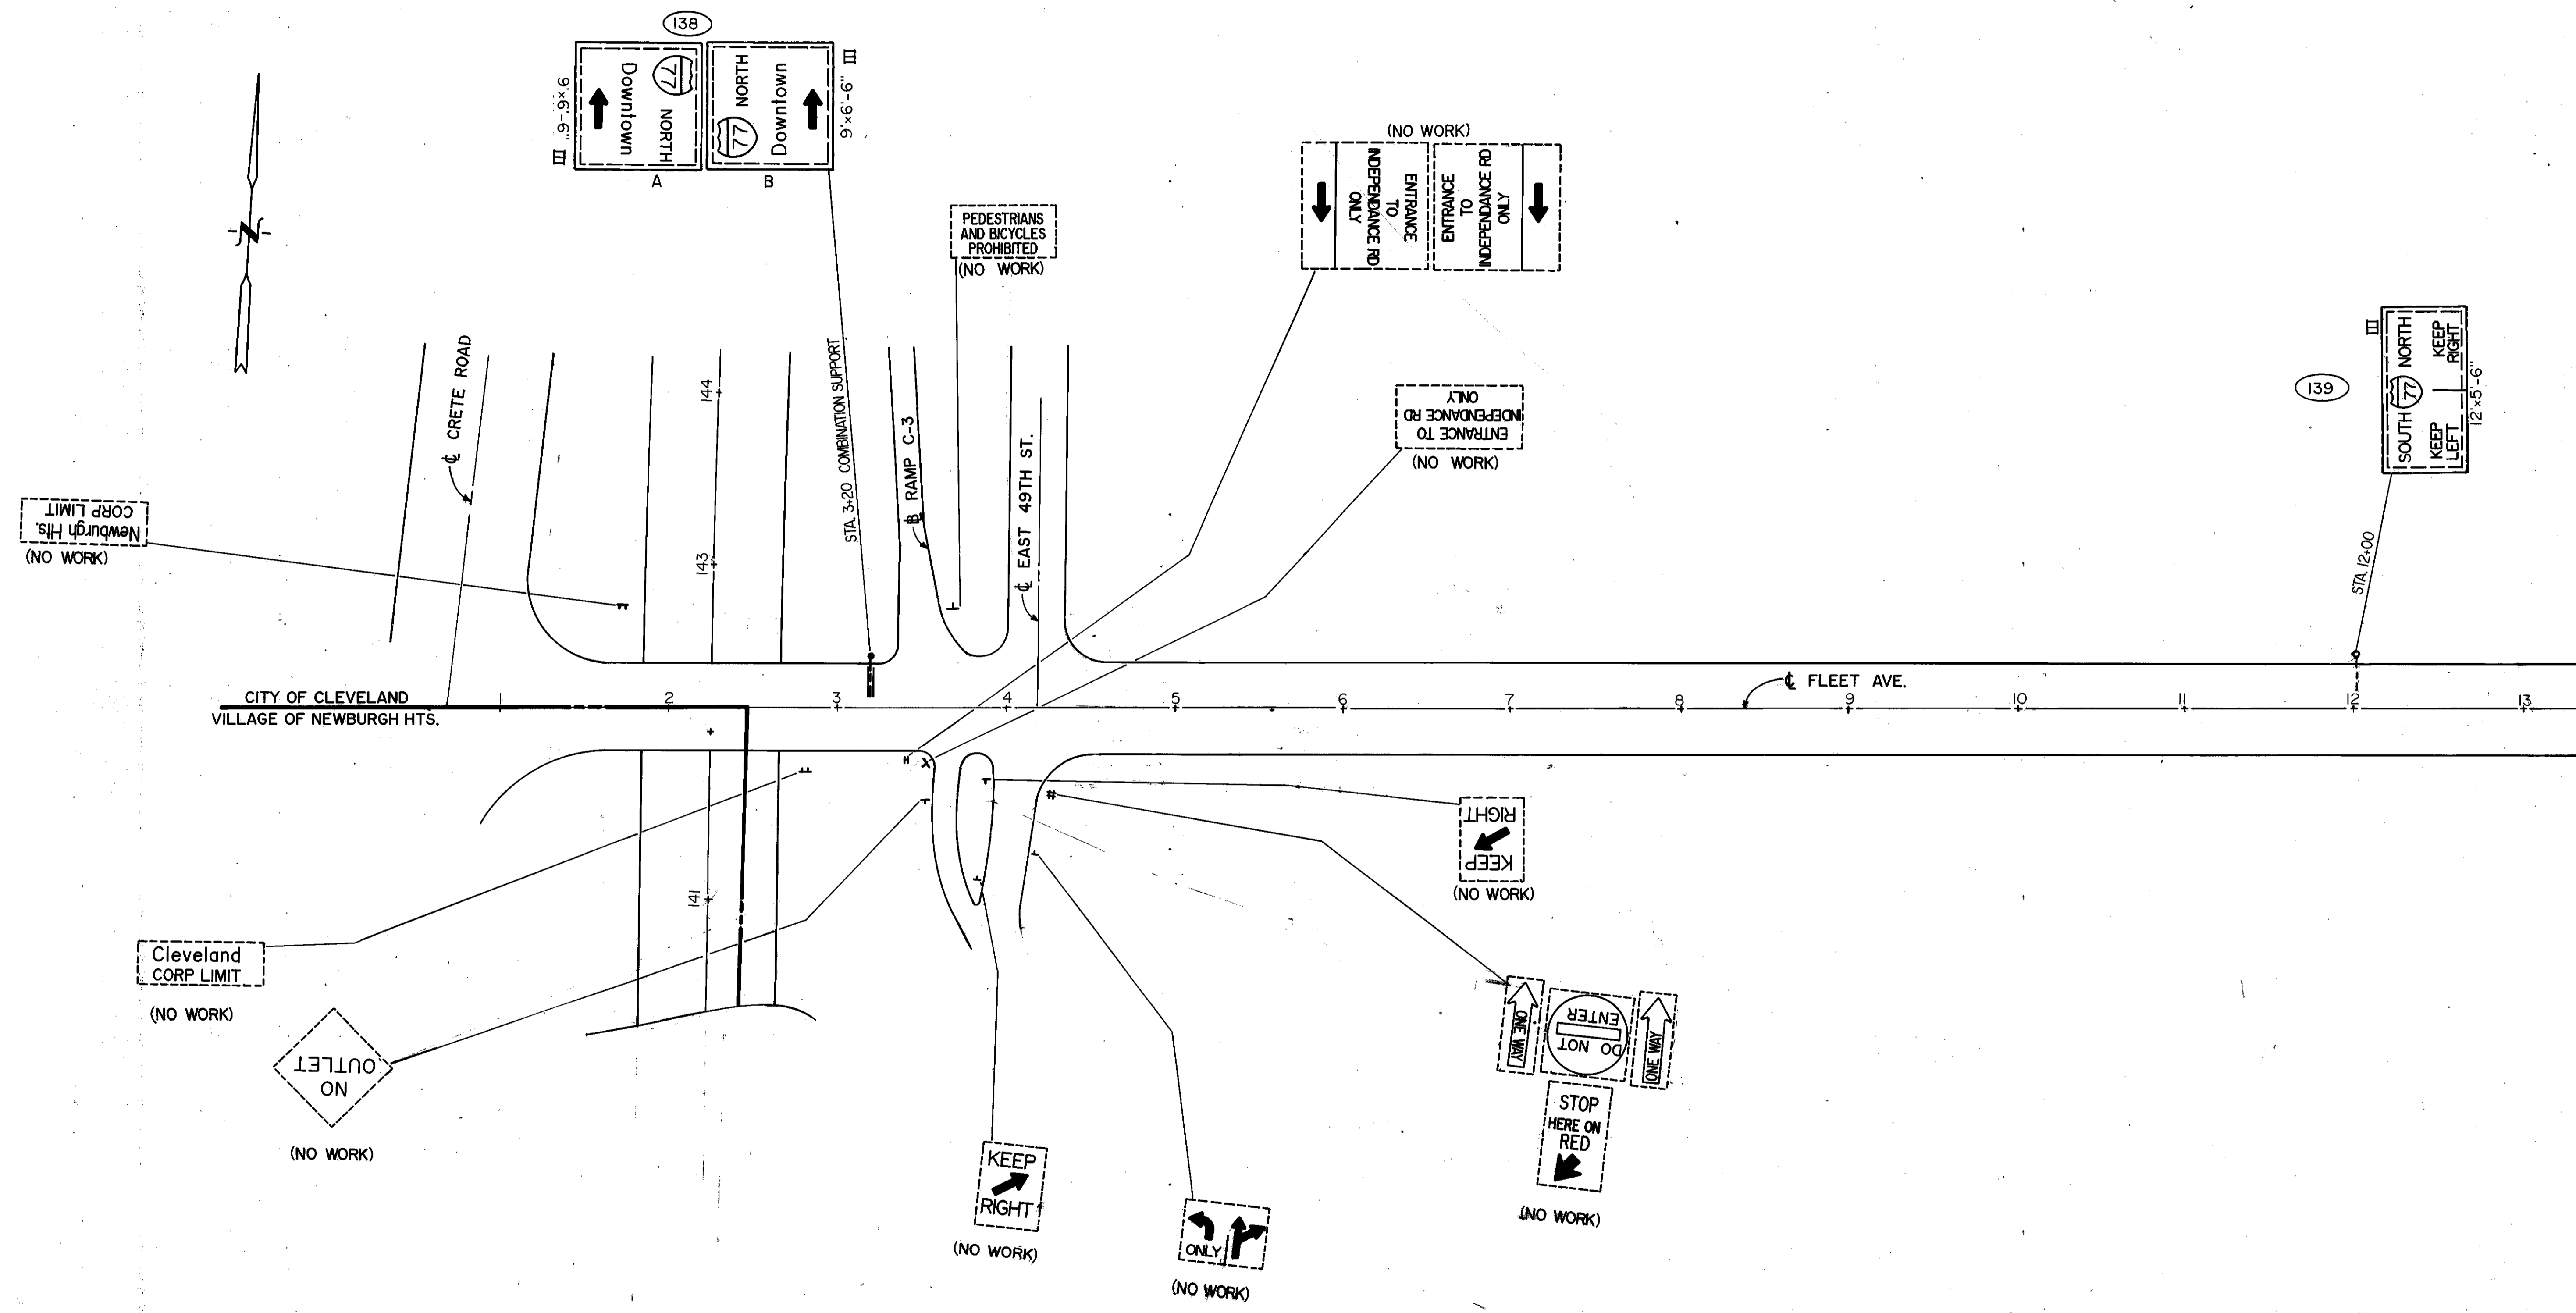 138
NORTH
77
Downtown
9'×6'-6"
III
A
NORTH
77
Downtown
9'×6'-6"
III
B
N
PEDESTRIANS
AND BICYCLES
PROHIBITED
(NO WORK)
(NO WORK)
ENTRANCE
TO
INDEPENDANCE RD
ONLY
ENTRANCE
TO
INDEPENDANCE RD
ONLY
ENTRANCE TO
INDEPENDANCE RD
ONLY
(NO WORK)
139
III
SOUTH 77 NORTH
KEEP LEFT
KEEP RIGHT
12'×5'-6"
STA. 12+00
Newburgh Hts.
CORP LIMIT
(NO WORK)
℄ CRETE ROAD
144
143
STA. 3+20 COMBINATION SUPPORT
℄ RAMP C-3
℄ EAST 49TH ST.
CITY OF CLEVELAND
VILLAGE OF NEWBURGH HTS.
1 2 3 4 5 6 7 8 9 10 11 12 13
℄ FLEET AVE.
141
Cleveland
CORP LIMIT
(NO WORK)
NO
OUTLET
(NO WORK)
KEEP
RIGHT
(NO WORK)
ONLY
(NO WORK)
KEEP
RIGHT
(NO WORK)
ONE WAY
DO NOT
ENTER
ONE WAY
STOP
HERE ON
RED
(NO WORK)